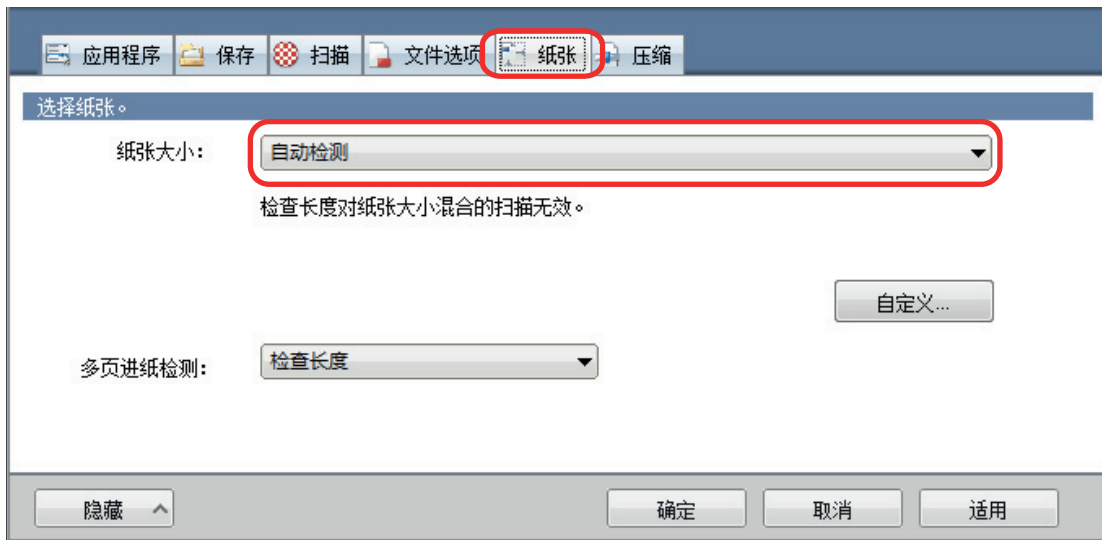 应用程序 保存 扫描 文件选项 纸张 压缩
选择纸张。
纸张大小： 自动检测
检查长度对纸张大小混合的扫描无效。
自定义...
多页进纸检测： 检查长度
隐藏 确定 取消 适用